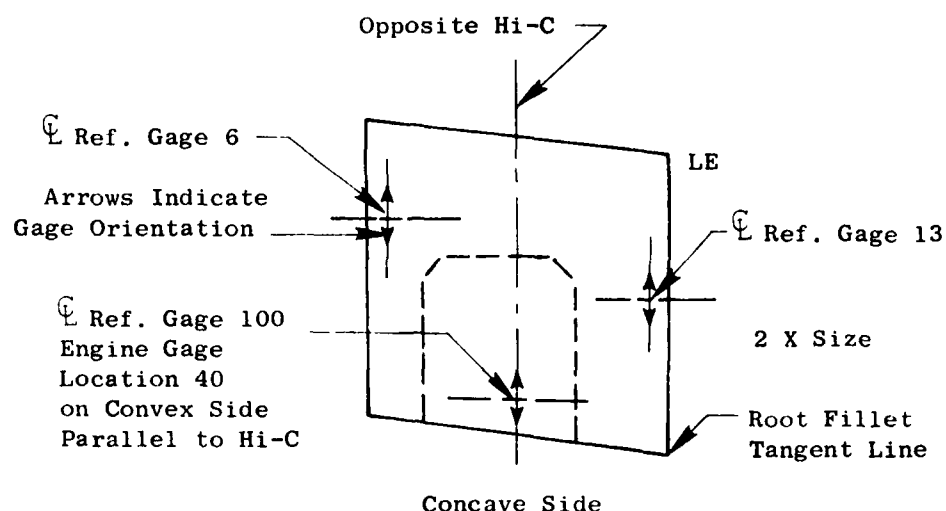 Opposite Hi-C
℄ Ref. Gage 6
LE
Arrows Indicate
Gage Orientation
℄ Ref. Gage 13
℄ Ref. Gage 100
Engine Gage
Location 40
on Convex Side
Parallel to Hi-C
2 X Size
Root Fillet
Tangent Line
Concave Side